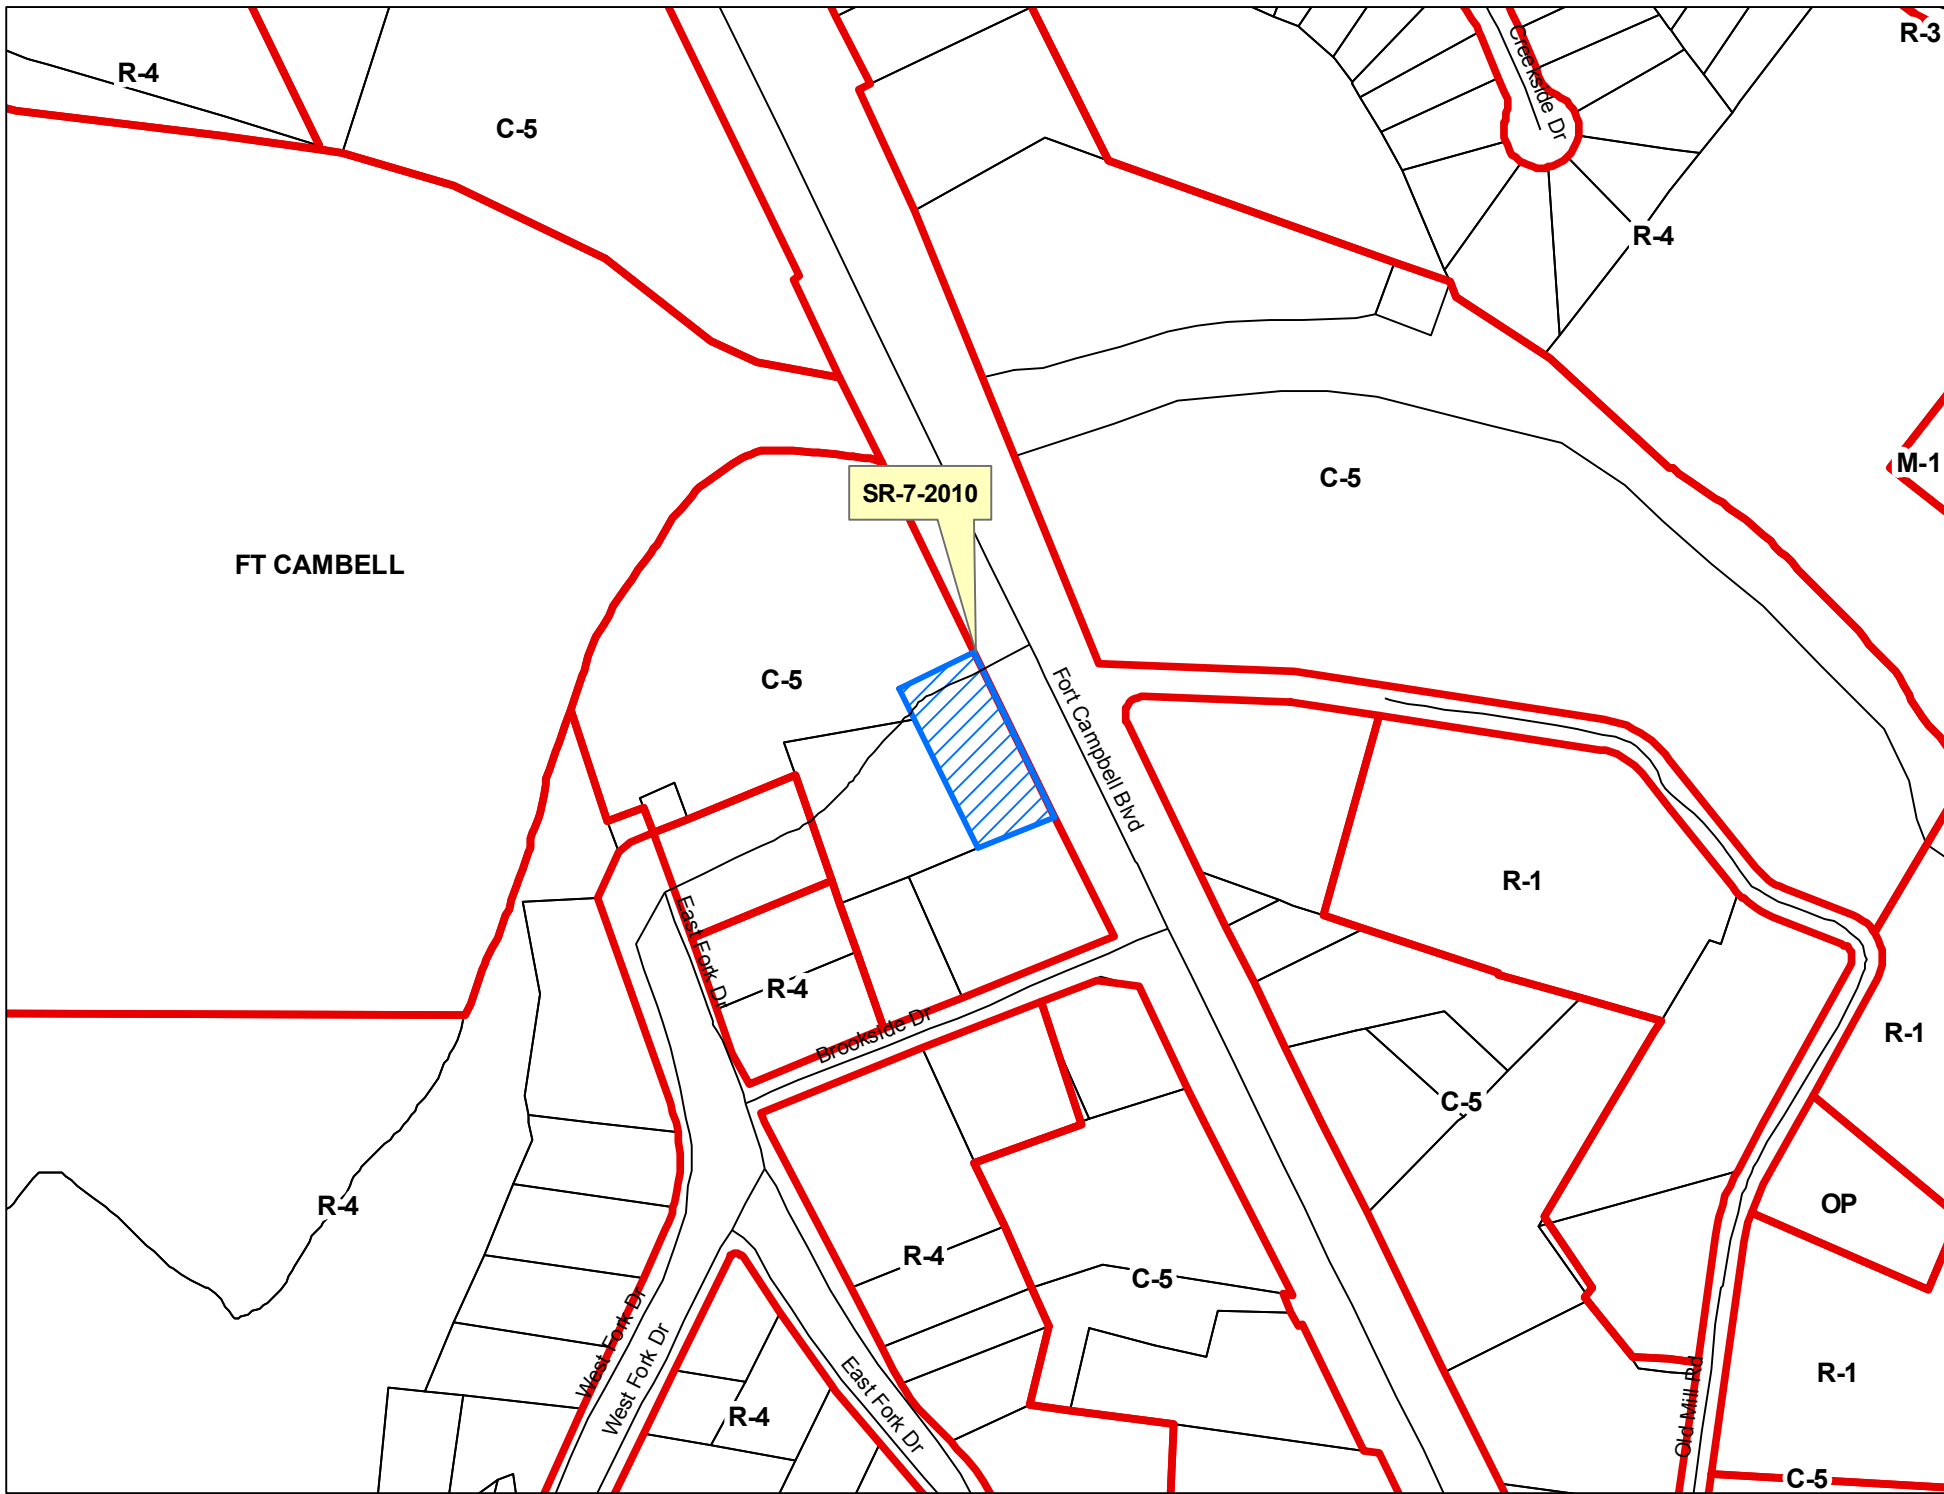 R-3
R-4
Creekside Dr
C-5
R-4
M-1
C-5
SR-7-2010
FT CAMBELL
C-5
Fort Campbell Blvd
R-1
East Fork Dr
R-4
Brookside Dr
R-1
C-5
R-4
OP
R-4
C-5
West Fork Dr
West Fork Dr
East Fork Dr
R-1
Old Mill Rd
R-4
C-5